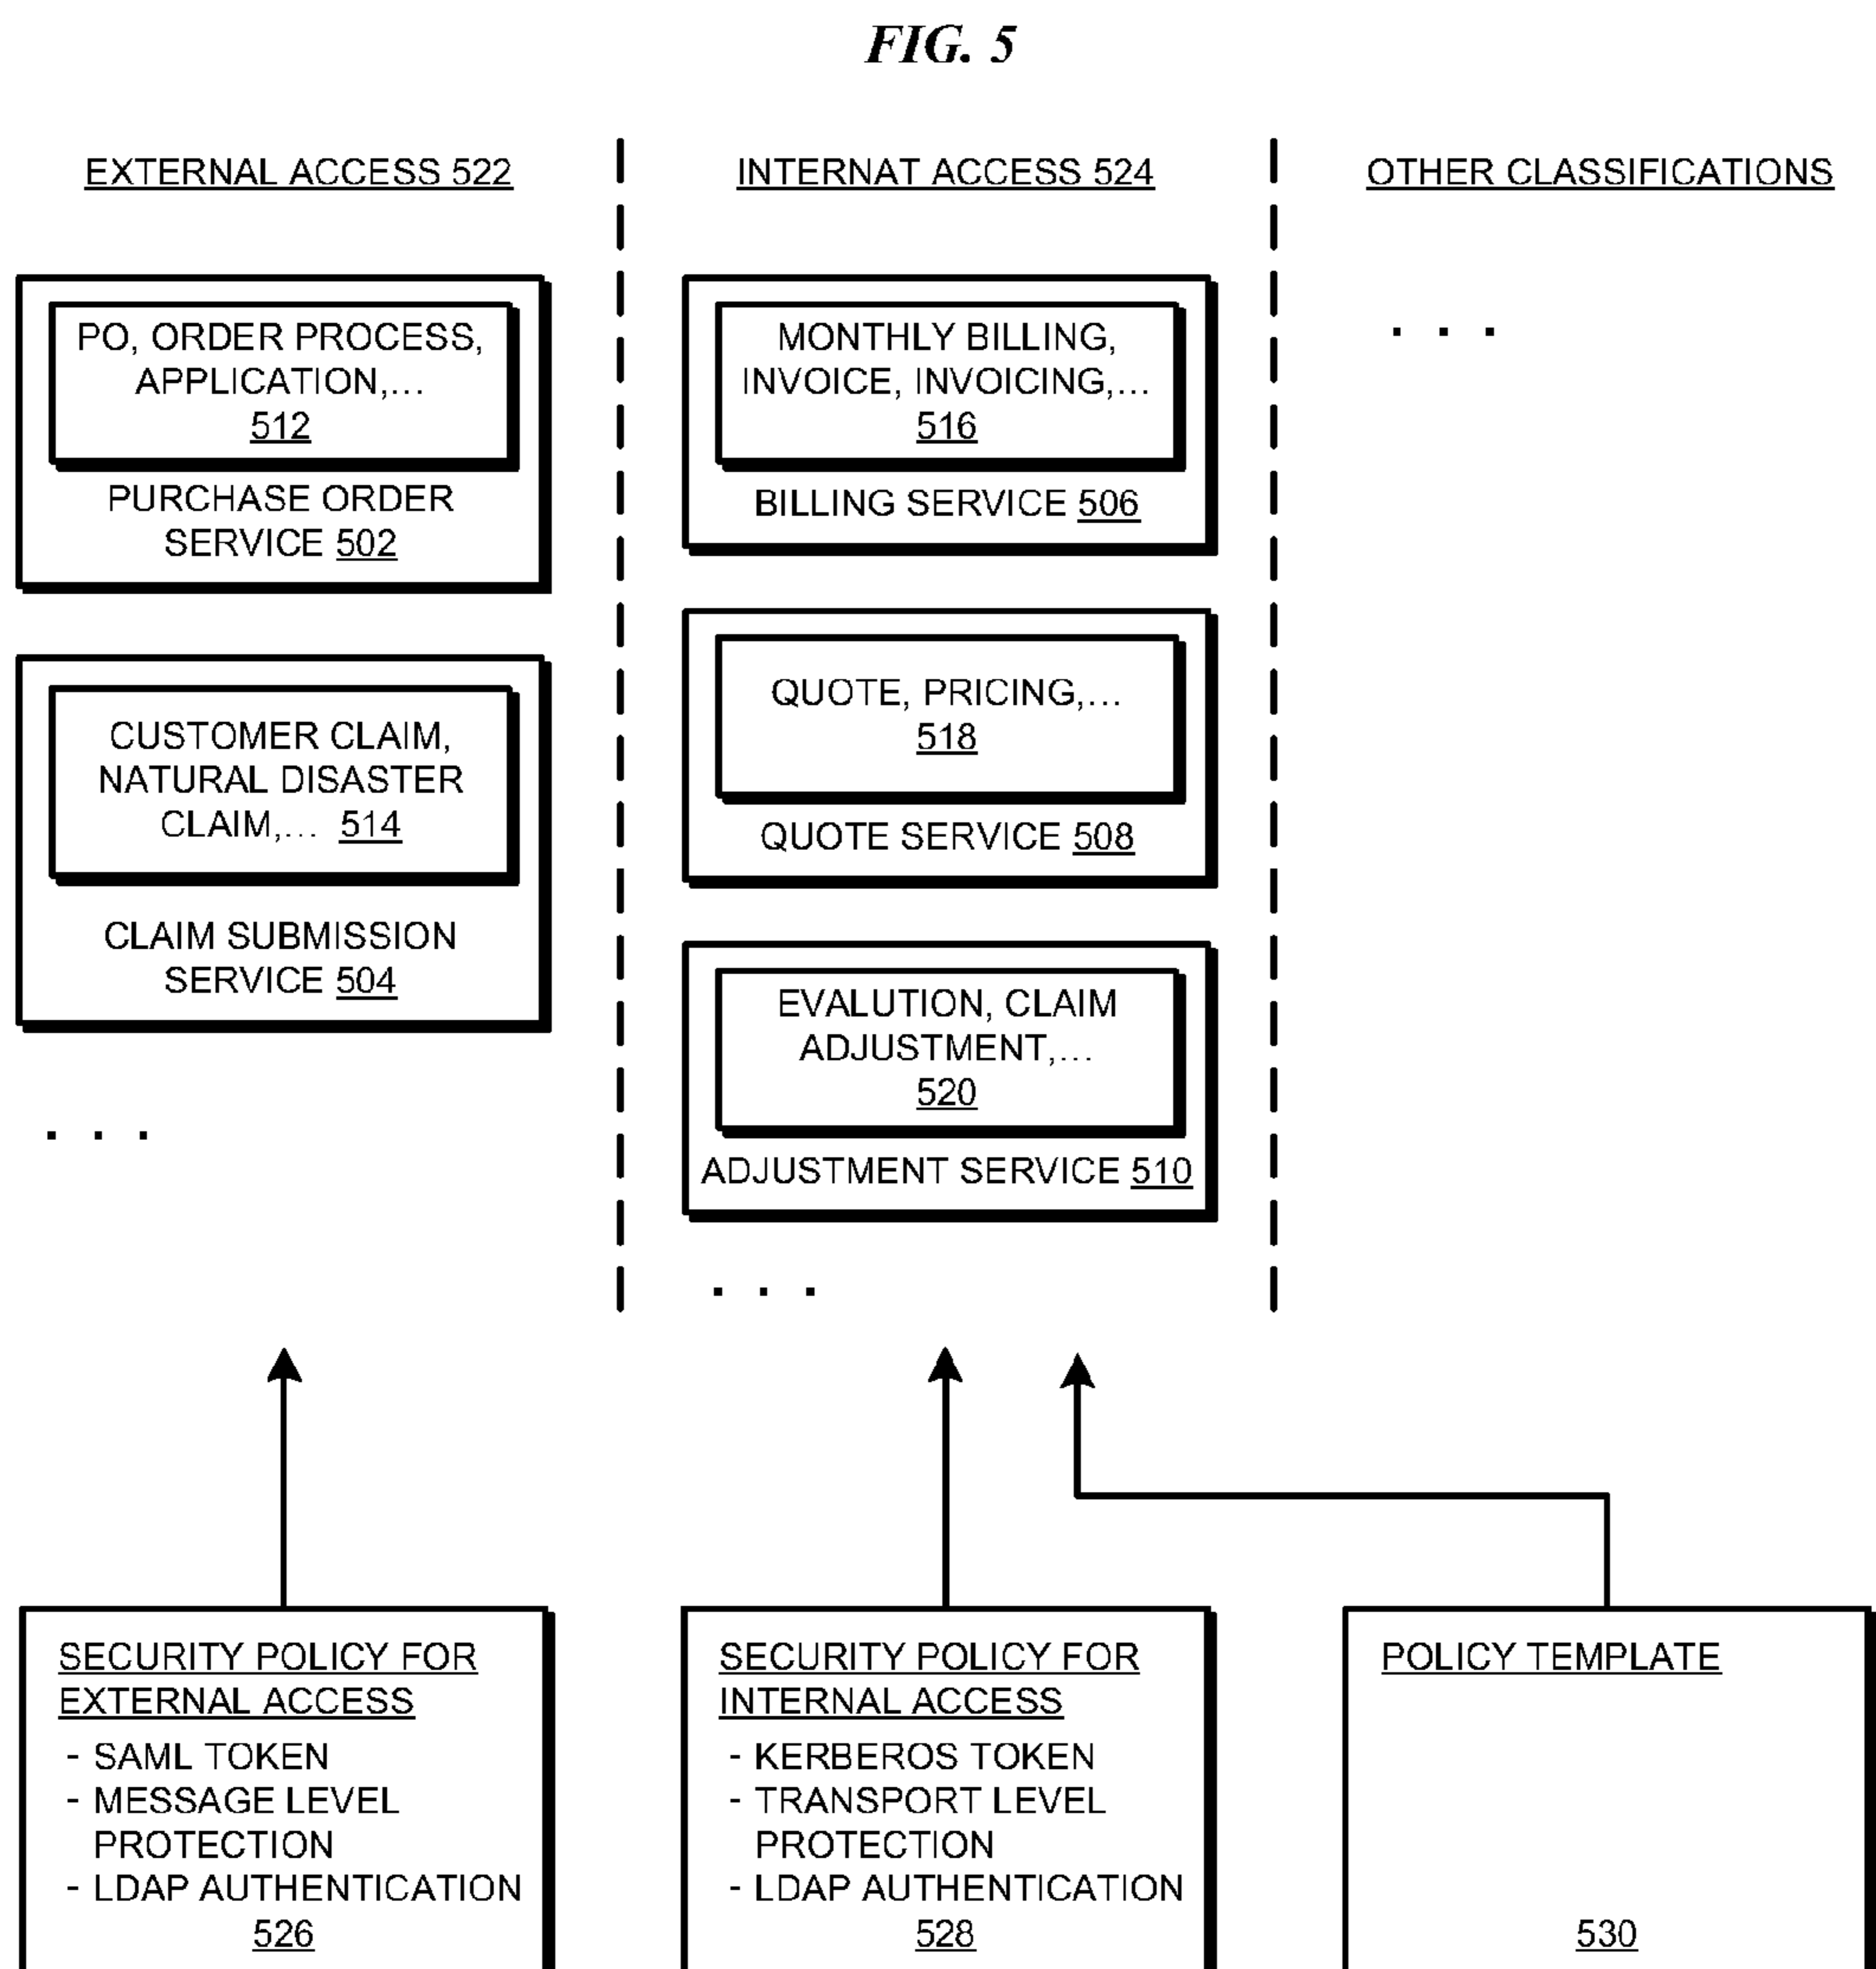 FIG. 5
EXTERNAL ACCESS 522
PO, ORDER PROCESS,
APPLICATION,...
512
PURCHASE ORDER
SERVICE 502
CUSTOMER CLAIM,
NATURAL DISASTER
CLAIM,... 514
CLAIM SUBMISSION
SERVICE 504
. . .
INTERNAT ACCESS 524
MONTHLY BILLING,
INVOICE, INVOICING,...
516
BILLING SERVICE 506
QUOTE, PRICING,...
518
QUOTE SERVICE 508
EVALUTION, CLAIM
ADJUSTMENT,...
520
ADJUSTMENT SERVICE 510
. . .
OTHER CLASSIFICATIONS
. . .
SECURITY POLICY FOR
EXTERNAL ACCESS
- SAML TOKEN
- MESSAGE LEVEL
PROTECTION
- LDAP AUTHENTICATION
526
SECURITY POLICY FOR
INTERNAL ACCESS
- KERBEROS TOKEN
- TRANSPORT LEVEL
PROTECTION
- LDAP AUTHENTICATION
528
POLICY TEMPLATE
530